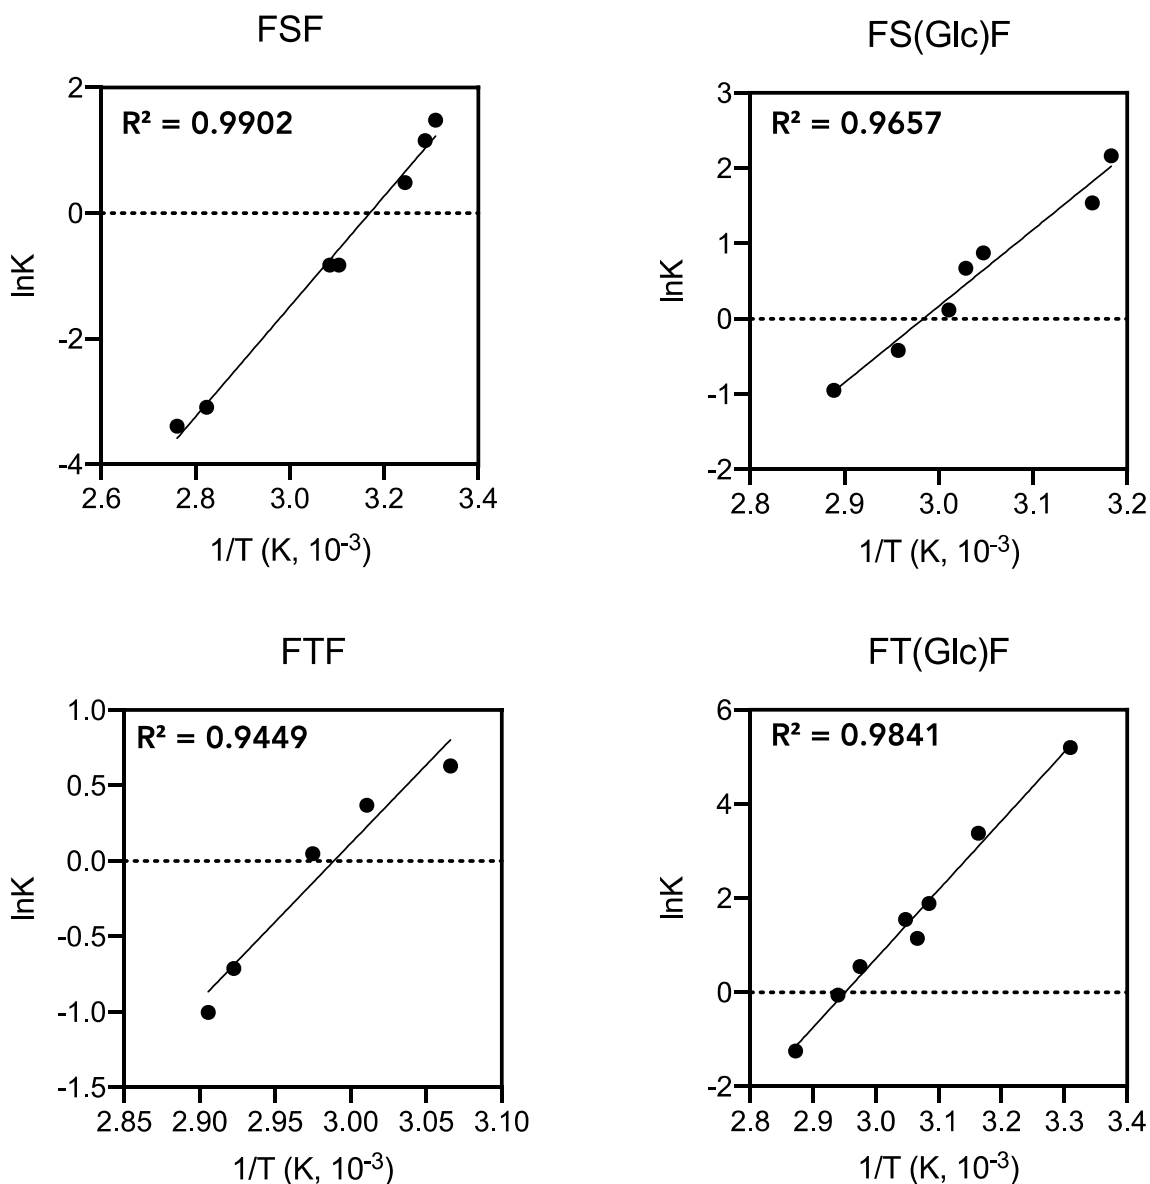 FSF
R² = 0.9902
lnK
2
0
-2
-4
2.6 2.8 3.0 3.2 3.4
1/T (K, 10⁻³)
FS(Glc)F
R² = 0.9657
lnK
3
2
1
0
-1
-2
2.8 2.9 3.0 3.1 3.2
1/T (K, 10⁻³)
FTF
R² = 0.9449
lnK
1.0
0.5
0.0
-0.5
-1.0
-1.5
2.85 2.90 2.95 3.00 3.05 3.10
1/T (K, 10⁻³)
FT(Glc)F
R² = 0.9841
lnK
6
4
2
0
-2
2.8 2.9 3.0 3.1 3.2 3.3 3.4
1/T (K, 10⁻³)